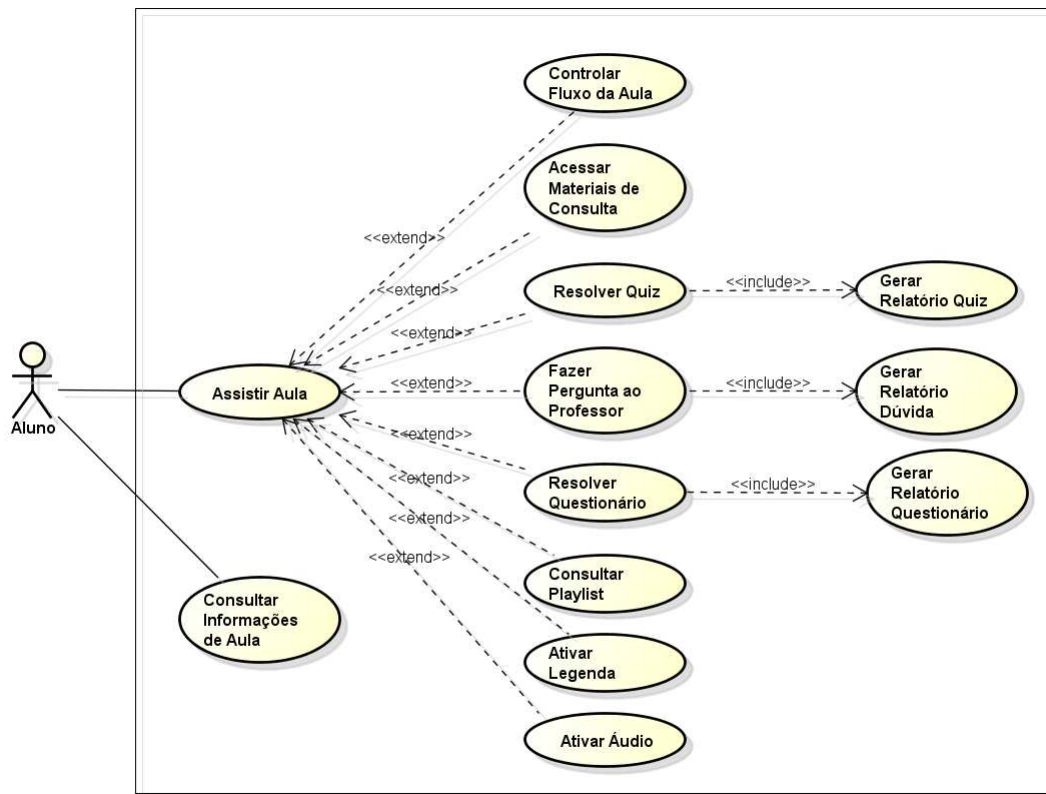 Controlar
Fluxo da Aula
Acessar
Materiais de
Consulta
<<extend>>
<<extend>>
Resolver Quiz
<<include>>
Gerar
Relatório Quiz
<<extend>>
Aluno
Assistir Aula
<<extend>>
Fazer
Pergunta ao
Professor
<<include>>
Gerar
Relatório
Dúvida
<<extend>>
Resolver
Questionário
<<include>>
Gerar
Relatório
Questionário
<<extend>>
<<extend>>
<<extend>>
Consultar
Playlist
Consultar
Informações
de Aula
Ativar
Legenda
Ativar Áudio